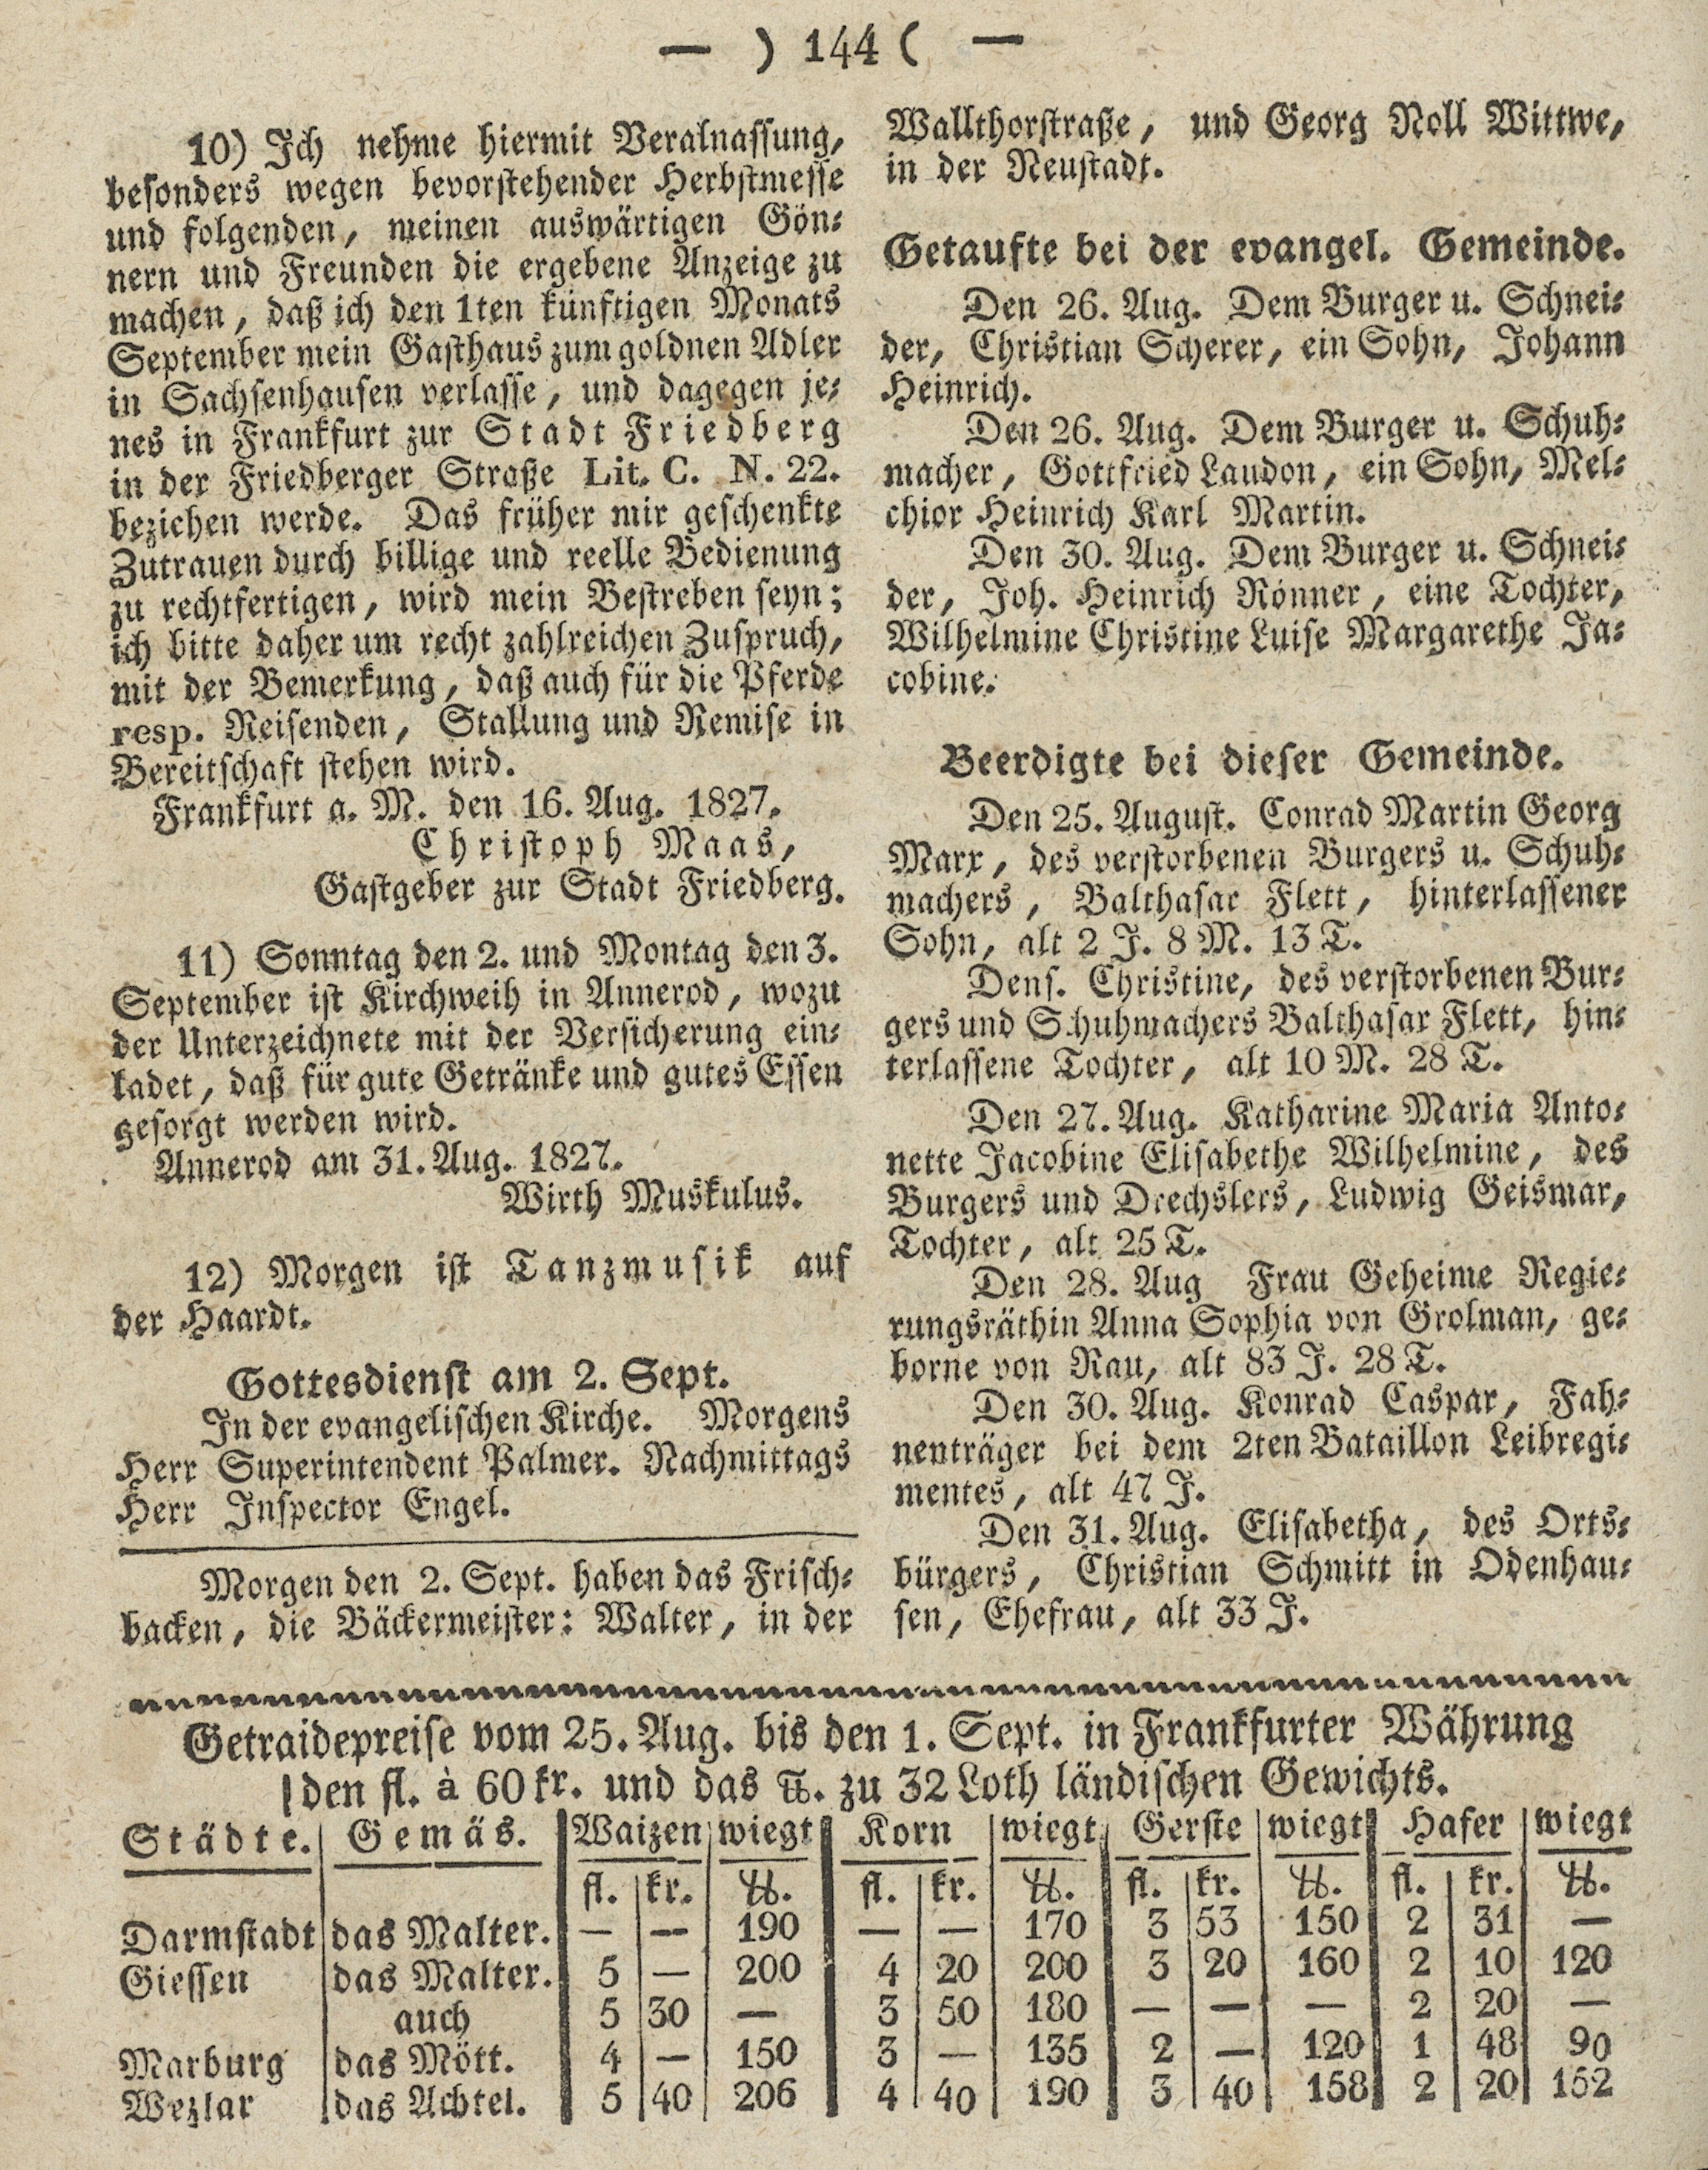 — ) 144 ( —
10) Ich nehme hiermit Veralnassung,
besonders wegen bevorstehender Herbstmesse
und folgenden, meinen auswärtigen Gön-
nern und Freunden die ergebene Anzeige zu
machen, daß ich den 1ten künftigen Monats
September mein Gasthaus zum goldnen Adler
in Sachsenhausen verlasse, und dagegen je-
nes in Frankfurt zur Stadt Friedberg
in der Friedberger Straße Lit. C. N. 22.
beziehen werde. Das früher mir geschenkte
Zutrauen durch billige und reelle Bedienung
zu rechtfertigen, wird mein Bestreben seyn;
ich bitte daher um recht zahlreichen Zuspruch,
mit der Bemerkung, daß auch für die Pferde
resp. Reisenden, Stallung und Remise in
Bereitschaft stehen wird.
Frankfurt a. M. den 16. Aug. 1827.
Christoph Maas,
Gastgeber zur Stadt Friedberg.
11) Sonntag den 2. und Montag den 3.
September ist Kirchweih in Annerod, wozu
der Unterzeichnete mit der Versicherung ein-
ladet, daß für gute Getränke und gutes Essen
gesorgt werden wird.
Annerod am 31. Aug. 1827.
Wirth Muskulus.
12) Morgen ist Tanzmusik auf
der Haardt.
Gottesdienst am 2. Sept.
In der evangelischen Kirche. Morgens
Herr Superintendent Palmer. Nachmittags
Herr Inspector Engel.
Morgen den 2. Sept. haben das Frisch-
backen, die Bäckermeister: Walter, in der
Wallthorstraße, und Georg Noll Wittwe,
in der Neustadt.
Getaufte bei der evangel. Gemeinde.
Den 26. Aug. Dem Burger u. Schnei-
der, Christian Scherer, ein Sohn, Johann
Heinrich.
Den 26. Aug. Dem Burger u. Schuh-
macher, Gottfried Laudon, ein Sohn, Mel-
chior Heinrich Karl Martin.
Den 30. Aug. Dem Burger u. Schnei-
der, Joh. Heinrich Rönner, eine Tochter,
Wilhelmine Christine Luise Margarethe Ja-
cobine.
Beerdigte bei dieser Gemeinde.
Den 25. August. Conrad Martin Georg
Marx, des verstorbenen Burgers u. Schuh-
machers, Balthasar Flett, hinterlassener
Sohn, alt 2 J. 8 M. 13 T.
Dens. Christine, des verstorbenen Bur-
gers und Schuhmachers Balthasar Flett, hin-
terlassene Tochter, alt 10 M. 28 T.
Den 27. Aug. Katharine Maria Anto-
nette Jacobine Elisabethe Wilhelmine, des
Burgers und Drechslers, Ludwig Geismar,
Tochter, alt 25 T.
Den 28. Aug Frau Geheime Regie-
rungsräthin Anna Sophia von Grolman, ge-
borne von Rau, alt 83 J. 28 T.
Den 30. Aug. Konrad Caspar, Fah-
nenträger bei dem 2ten Bataillon Leibregi-
mentes, alt 47 J.
Den 31. Aug. Elisabetha, des Orts-
bürgers, Christian Schmitt in Odenhau-
sen, Ehefrau, alt 33 J.
Getraidepreise vom 25. Aug. bis den 1. Sept. in Frankfurter Währung
den fl. à 60 kr. und das ℔. zu 32 Loth ländischen Gewichts.
Städte. Gemäs. Waizen wiegt Korn wiegt Gerste wiegt Hafer wiegt
fl. kr. ℔. fl. kr. ℔. fl. kr. ℔. fl. kr. ℔.
Darmstadt das Malter. — — 190 — — 170 3 53 150 2 31 —
Giessen das Malter. 5 — 200 4 20 200 3 20 160 2 10 120
auch 5 30 — 3 50 180 — — — 2 20 —
Marburg das Mött. 4 — 150 3 — 135 2 — 120 1 48 90
Wezlar das Achtel. 5 40 206 4 40 190 3 40 158 2 20 152